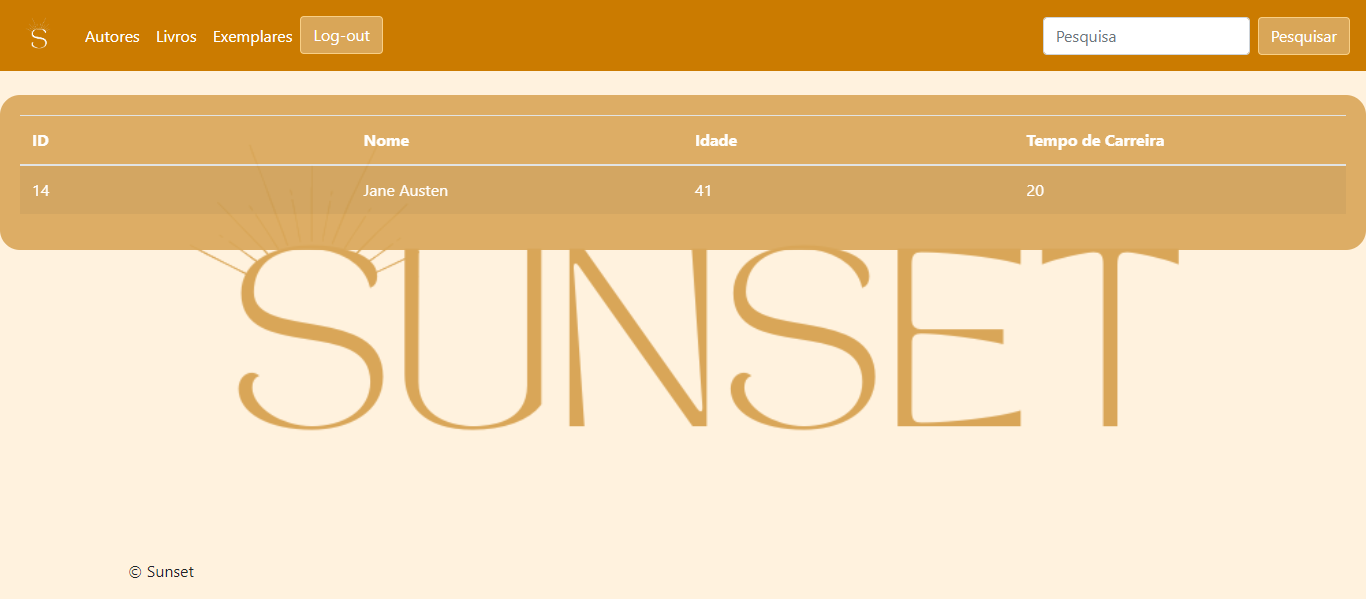 S Autores Livros Exemplares Log-out Pesquisa Pesquisar
ID Nome Idade Tempo de Carreira
14 Jane Austen 41 20
SUNSET
© Sunset